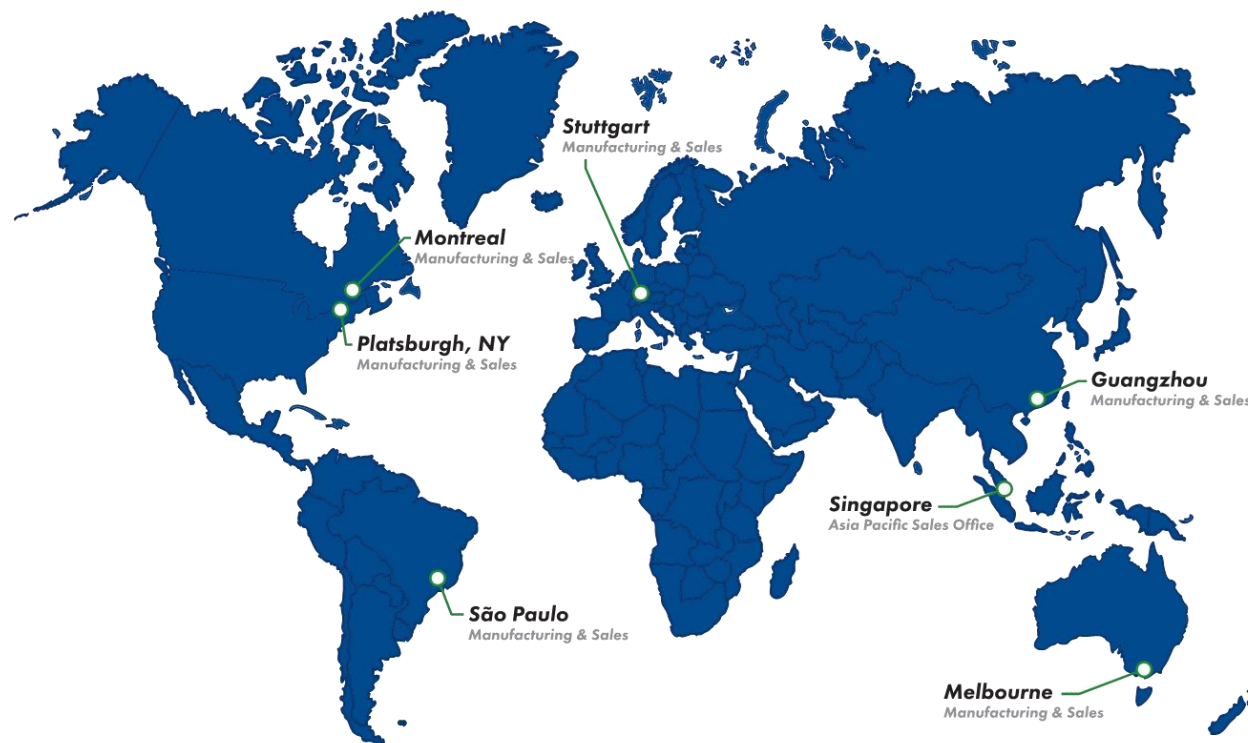 Stuttgart
Manufacturing & Sales
Montreal
Manufacturing & Sales
Platsburgh, NY
Manufacturing & Sales
Guangzhou
Manufacturing & Sales
Singapore
Asia Pacific Sales Office
São Paulo
Manufacturing & Sales
Melbourne
Manufacturing & Sales